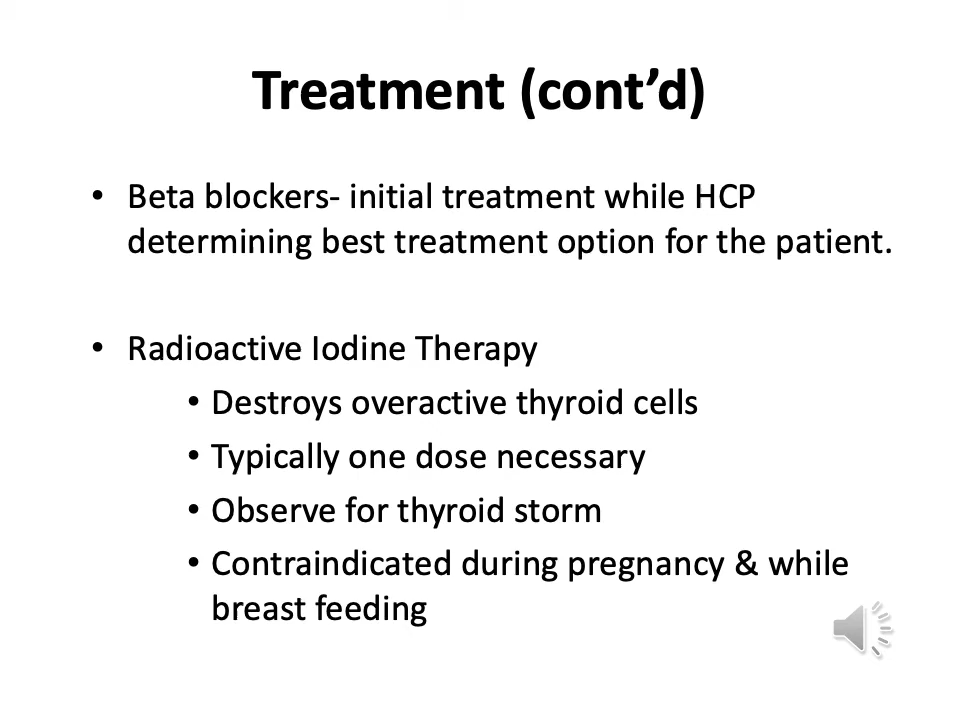 Treatment (cont’d)
• Beta blockers- initial treatment while HCP
determining best treatment option for the patient.
• Radioactive Iodine Therapy
• Destroys overactive thyroid cells
• Typically one dose necessary
• Observe for thyroid storm
• Contraindicated during pregnancy & while
breast feeding